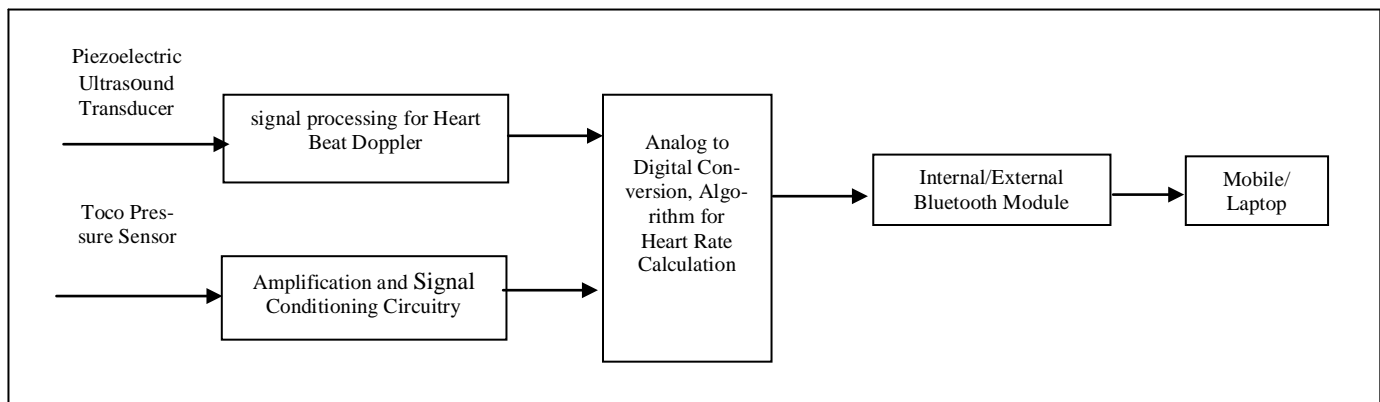 Piezoelectric
Ultrasound
Transducer
signal processing for Heart
Beat Doppler
Toco Pres-
sure Sensor
Amplification and Signal
Conditioning Circuitry
Analog to
Digital Con-
version, Algo-
rithm for
Heart Rate
Calculation
Internal/External
Bluetooth Module
Mobile/
Laptop